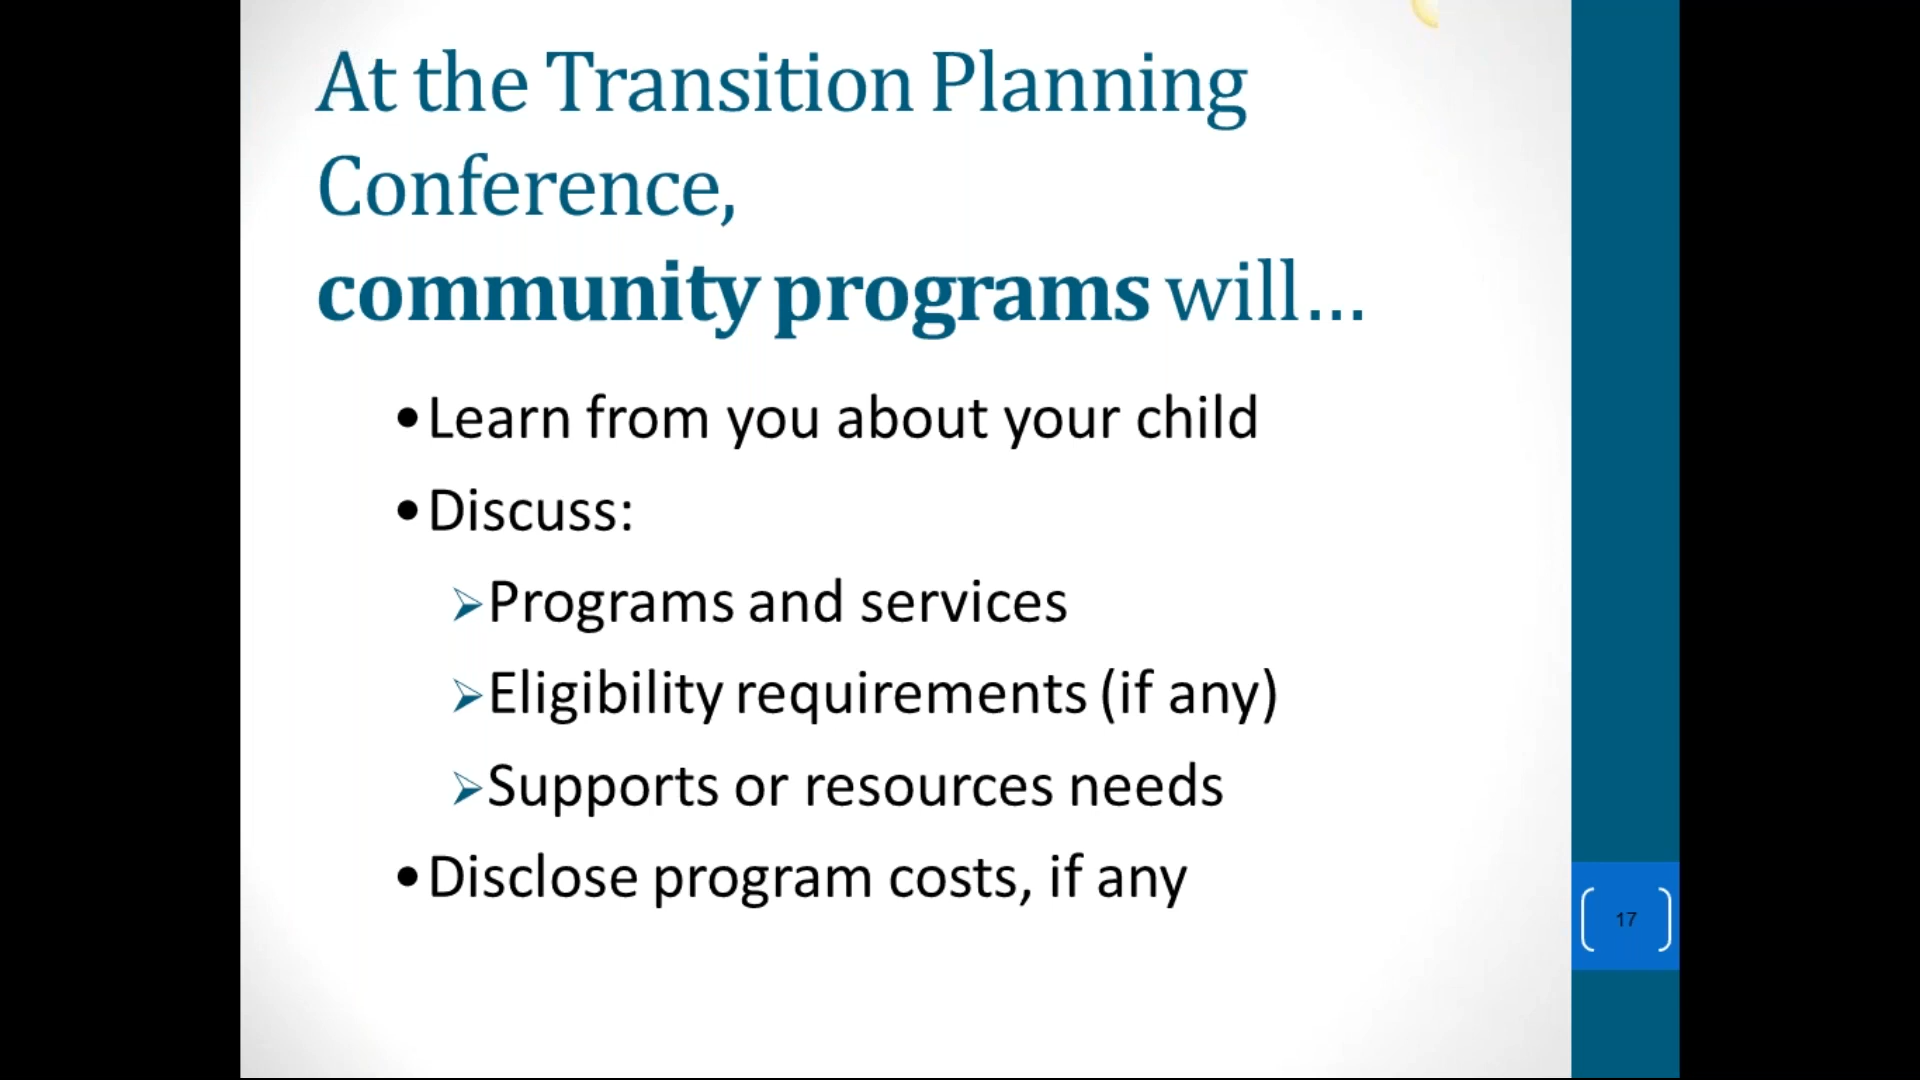 At the Transition Planning
Conference,
community programs will...
•Learn from you about your child
•Discuss:
➢Programs and services
➢Eligibility requirements (if any)
➢Supports or resources needs
•Disclose program costs, if any
17